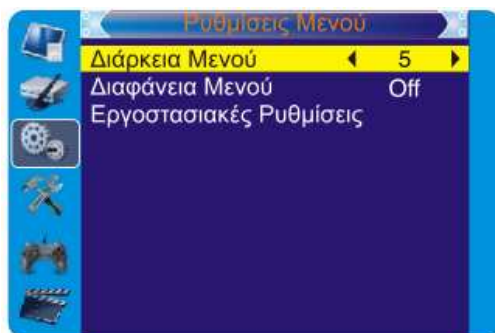 Ρυθμίσεις Μενού
Διάρκεια Μενού 5
Διαφάνεια Μενού Off
Εργοστασιακές Ρυθμίσεις